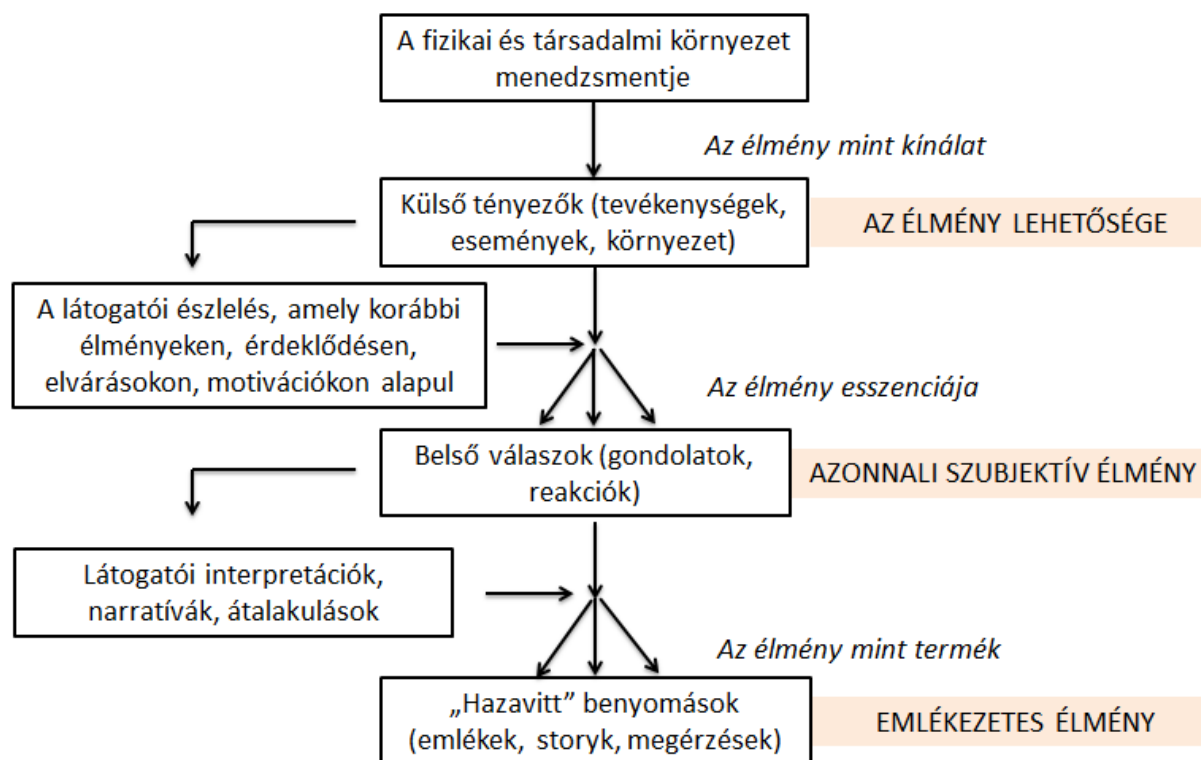 A fizikai és társadalmi környezet
menedzsmentje
Az élmény mint kínálat
Külső tényezők (tevékenységek,
események, környezet)
AZ ÉLMÉNY LEHETŐSÉGE
A látogatói észlelés, amely korábbi
élményeken, érdeklődésen,
elvárásokon, motivációkon alapul
Az élmény esszenciája
Belső válaszok (gondolatok,
reakciók)
AZONNALI SZUBJEKTÍV ÉLMÉNY
Látogatói interpretációk,
narratívák, átalakulások
Az élmény mint termék
„Hazavitt” benyomások
(emlékek, storyk, megérzések)
EMLÉKEZETES ÉLMÉNY